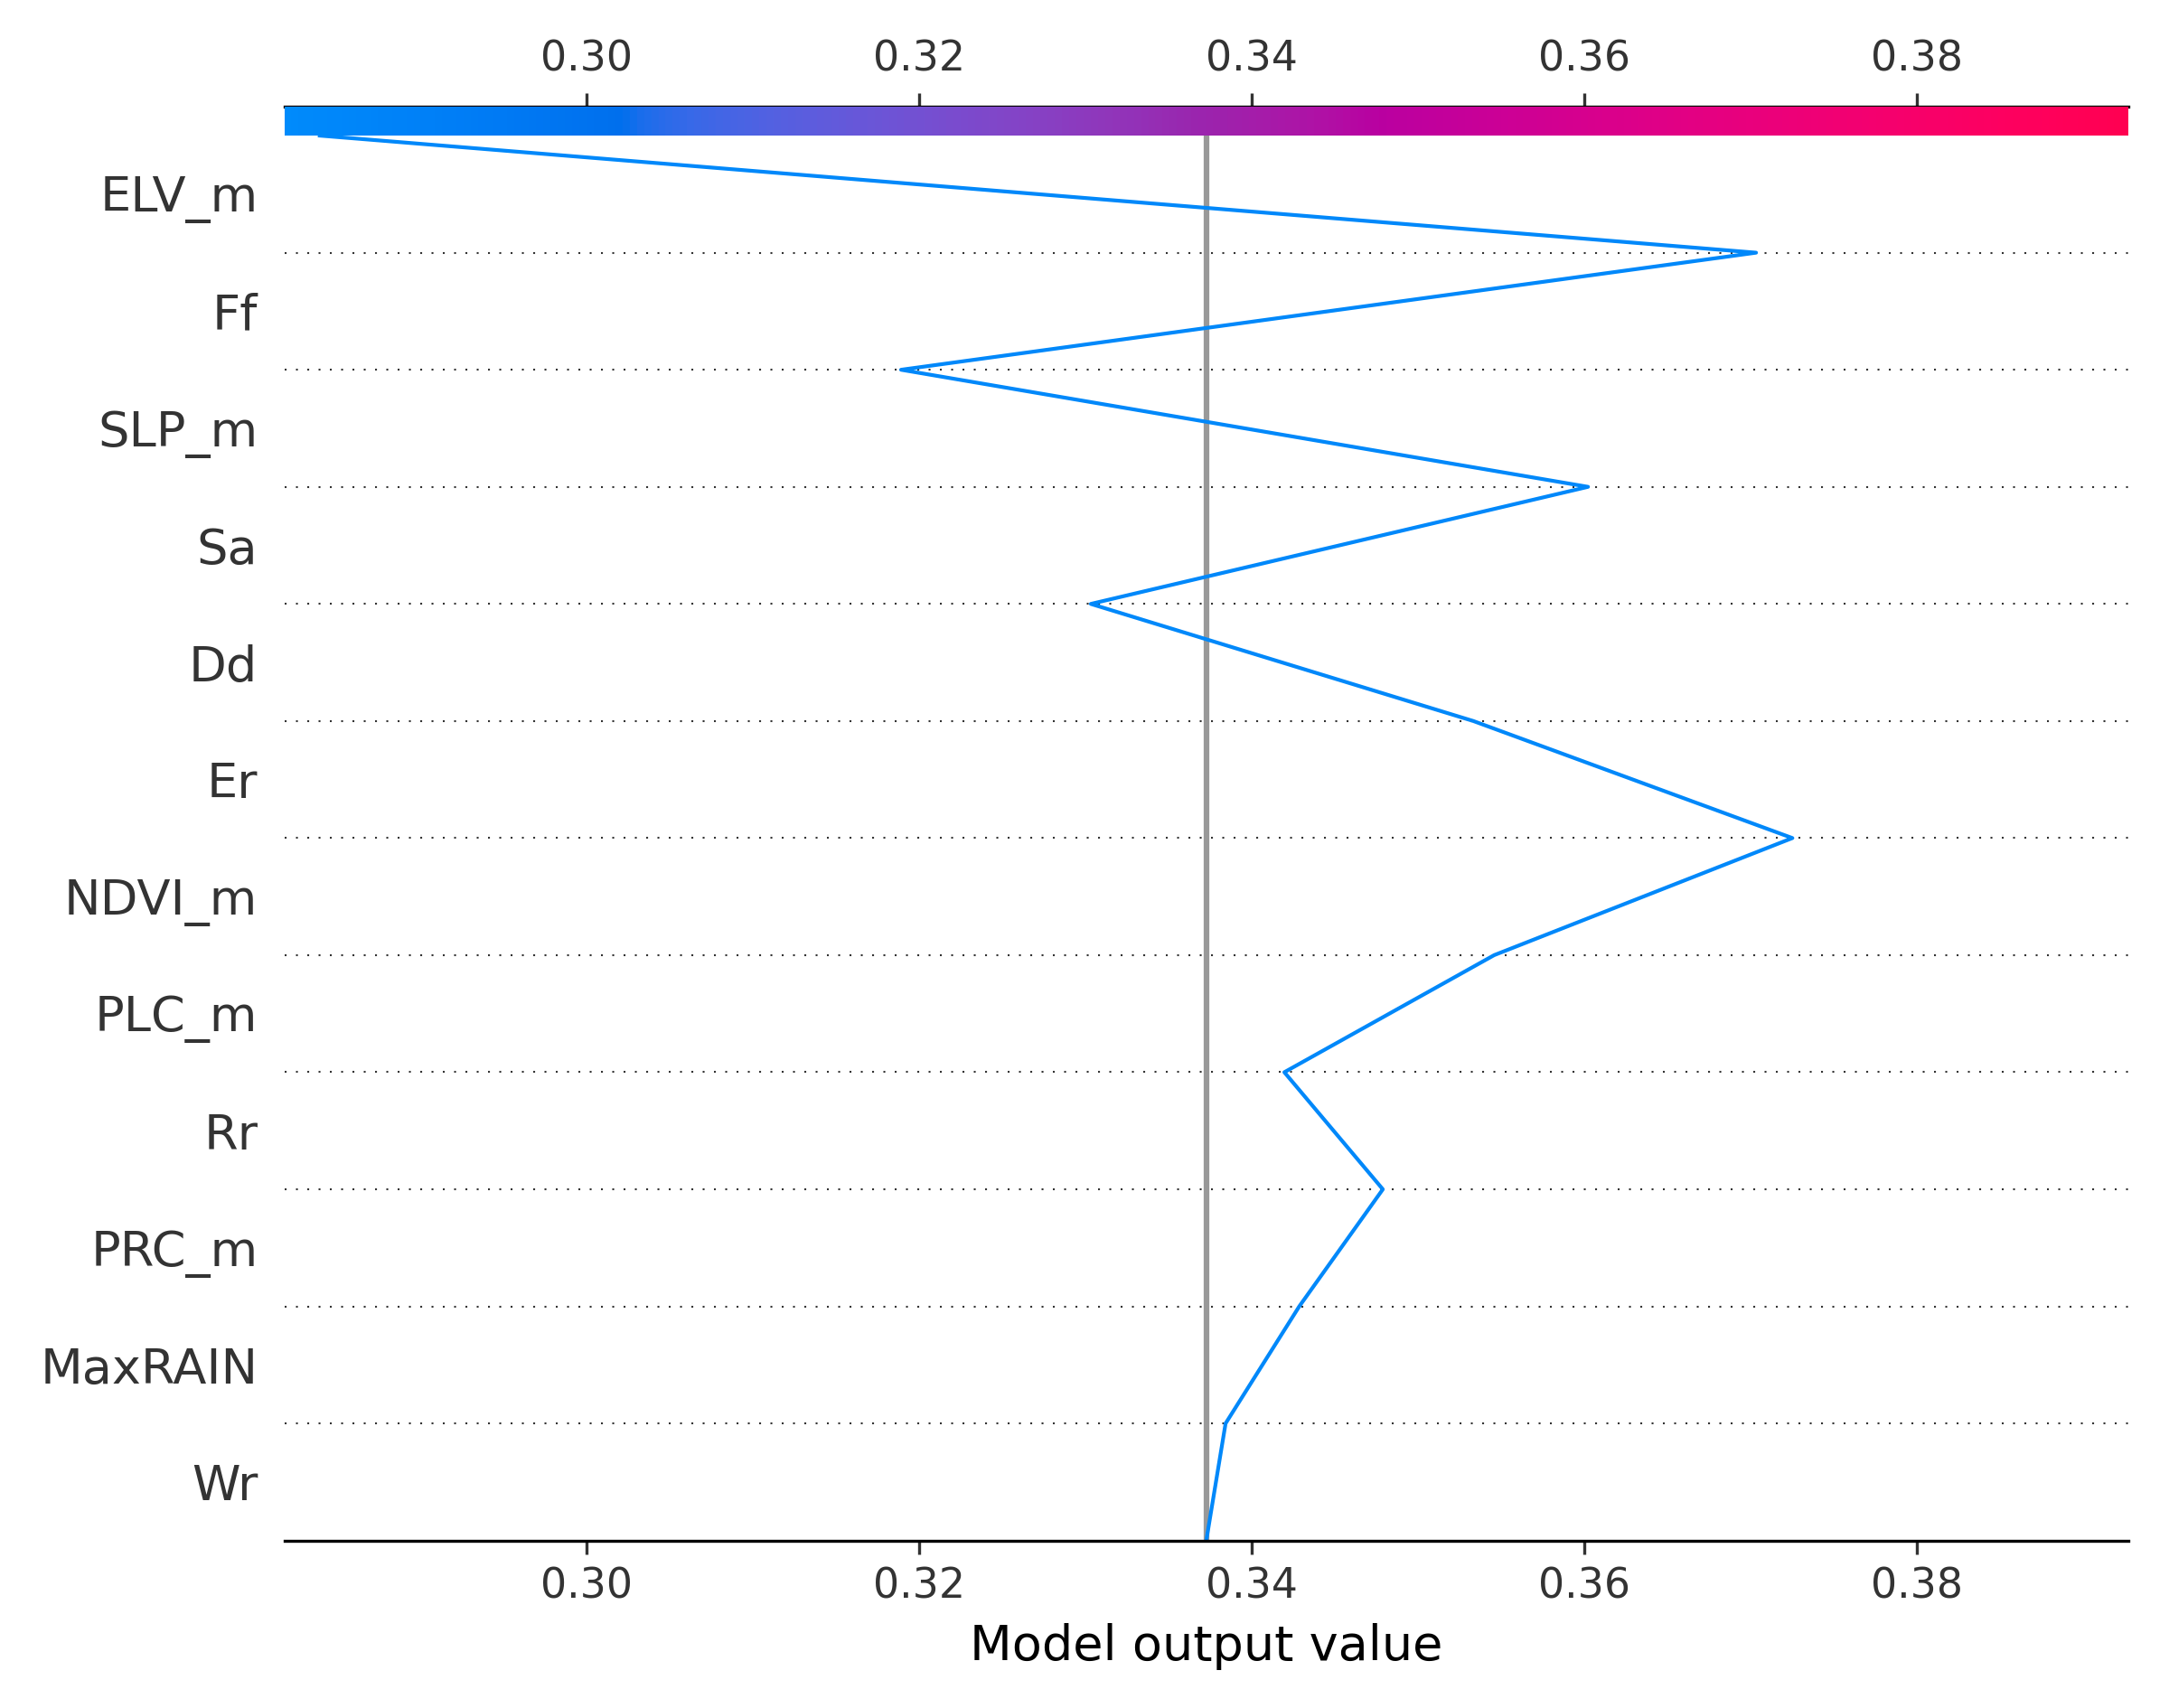 0.30 0.32 0.34 0.36 0.38
ELV_m
Ff
SLP_m
Sa
Dd
Er
NDVI_m
PLC_m
Rr
PRC_m
MaxRAIN
Wr
0.30 0.32 0.34 0.36 0.38
Model output value